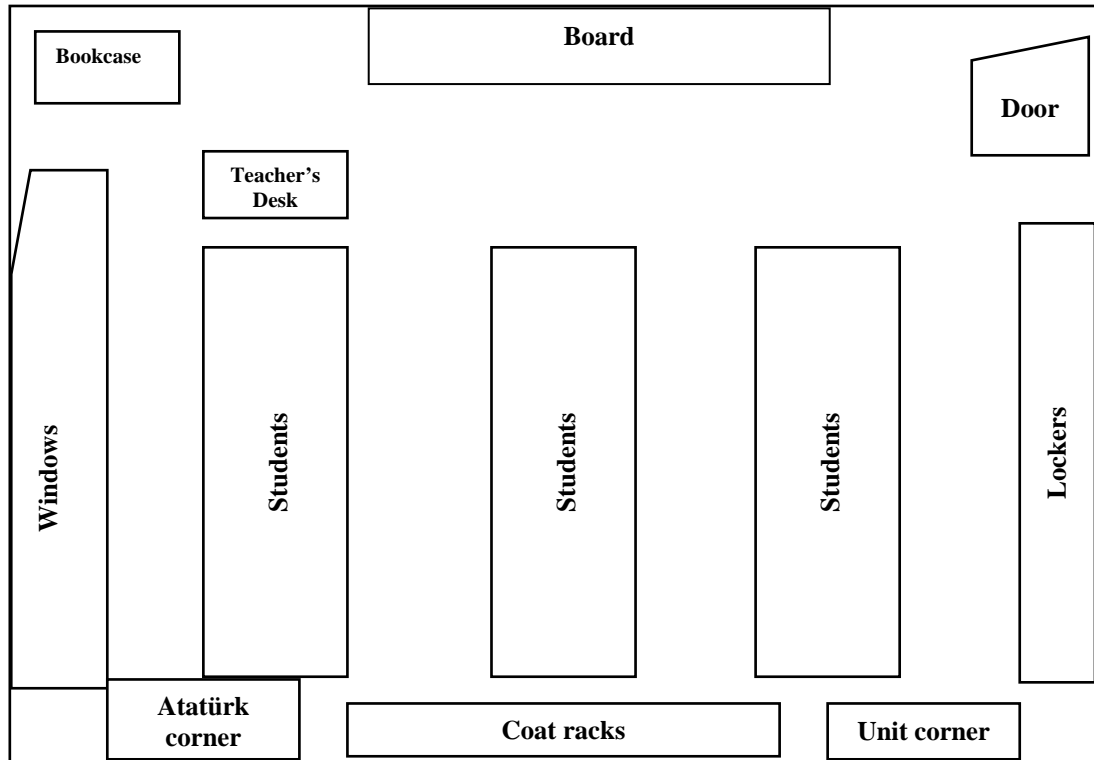 Board
Bookcase
Door
Teacher’s
Desk
Windows
Students
Students
Students
Lockers
Atatürk
corner
Coat racks
Unit corner